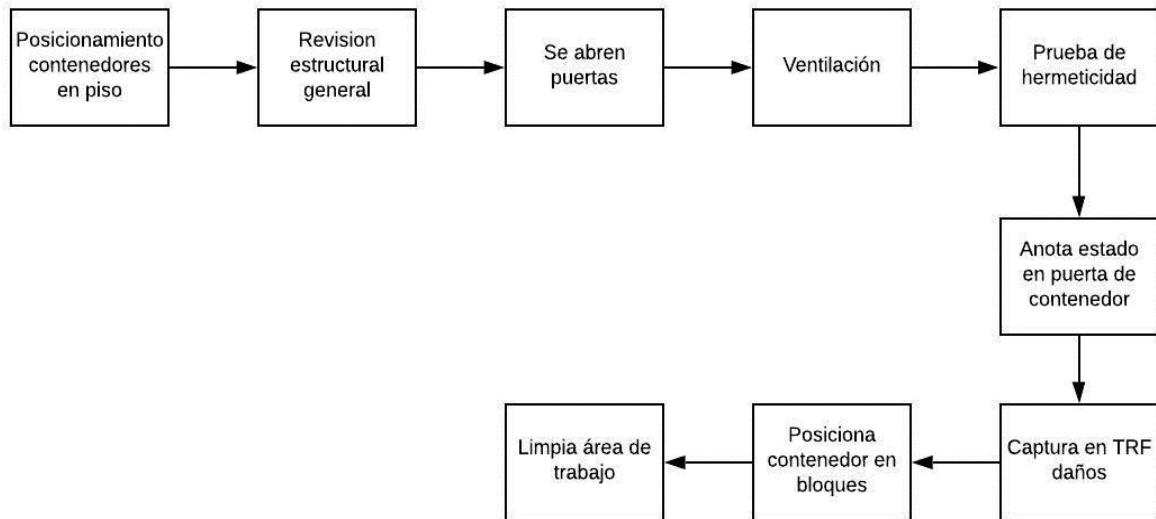 Posicionamiento
contenedores
en piso
Revision
estructural
general
Se abren
puertas
Ventilación
Prueba de
hermeticidad
Anota estado
en puerta de
contenedor
Captura en TRF
daños
Posiciona
contenedor en
bloques
Limpia área de
trabajo